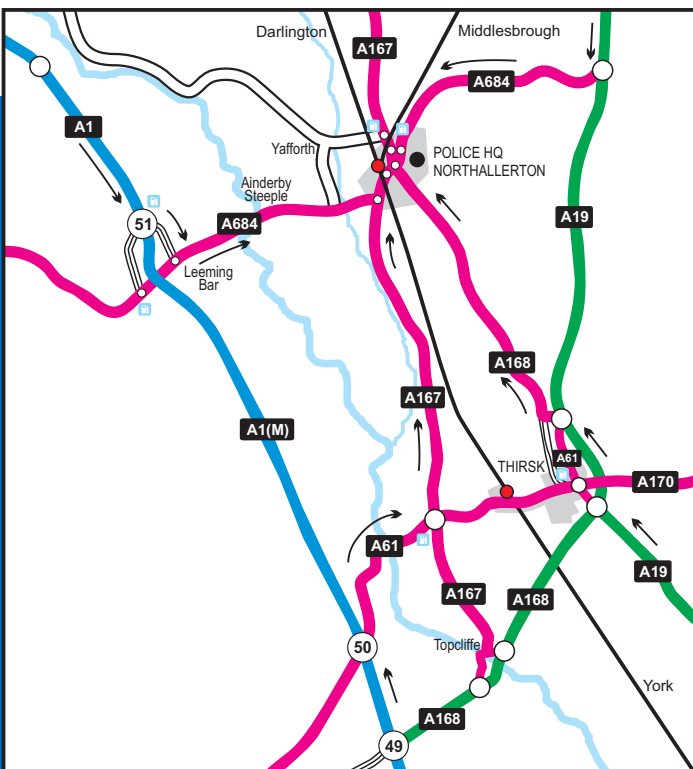 Darlington
Middlesbrough
A167
A684
A1
Yafforth
POLICE HQ
NORTHALLERTON
Ainderby
Steeple
51
A684
A19
Leeming
Bar
A168
A167
A1(M)
A61
THIRSK
A170
A61
A19
A167
A168
50
Topcliffe
York
A168
49